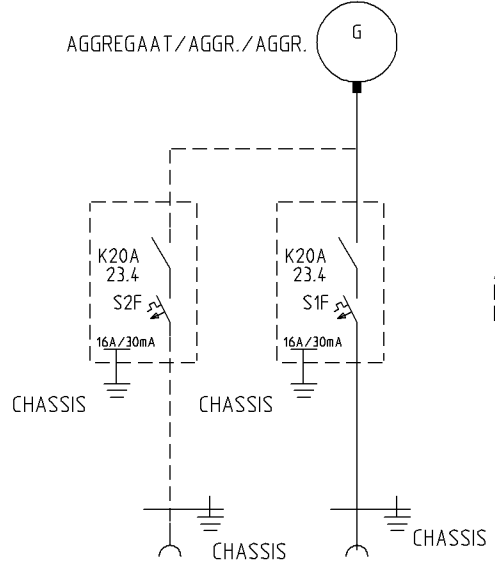 G
AGGREGAAT/AGGR./AGGR.
K20A
23.4
S2F
16A/30mA
K20A
23.4
S1F
16A/30mA
CHASSIS
CHASSIS
CHASSIS
CHASSIS